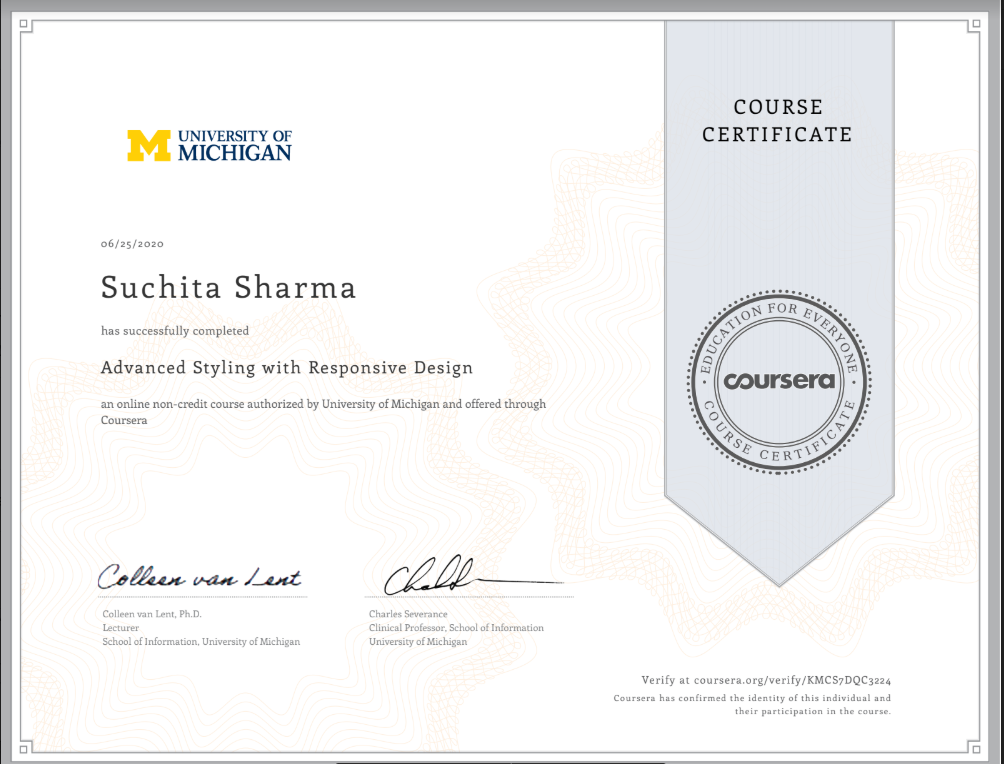 COURSE
CERTIFICATE
UNIVERSITY OF
MICHIGAN
06/25/2020
Suchita Sharma
has successfully completed
Advanced Styling with Responsive Design
an online non-credit course authorized by University of Michigan and offered through
Coursera
EDUCATION FOR EVERYONE
coursera
COURSE CERTIFICATE
Colleen van Lent
Colleen van Lent, Ph.D.
Lecturer
School of Information, University of Michigan
Charles Severance
Clinical Professor, School of Information
University of Michigan
Verify at coursera.org/verify/KMCS7DQC3224
Coursera has confirmed the identity of this individual and
their participation in the course.